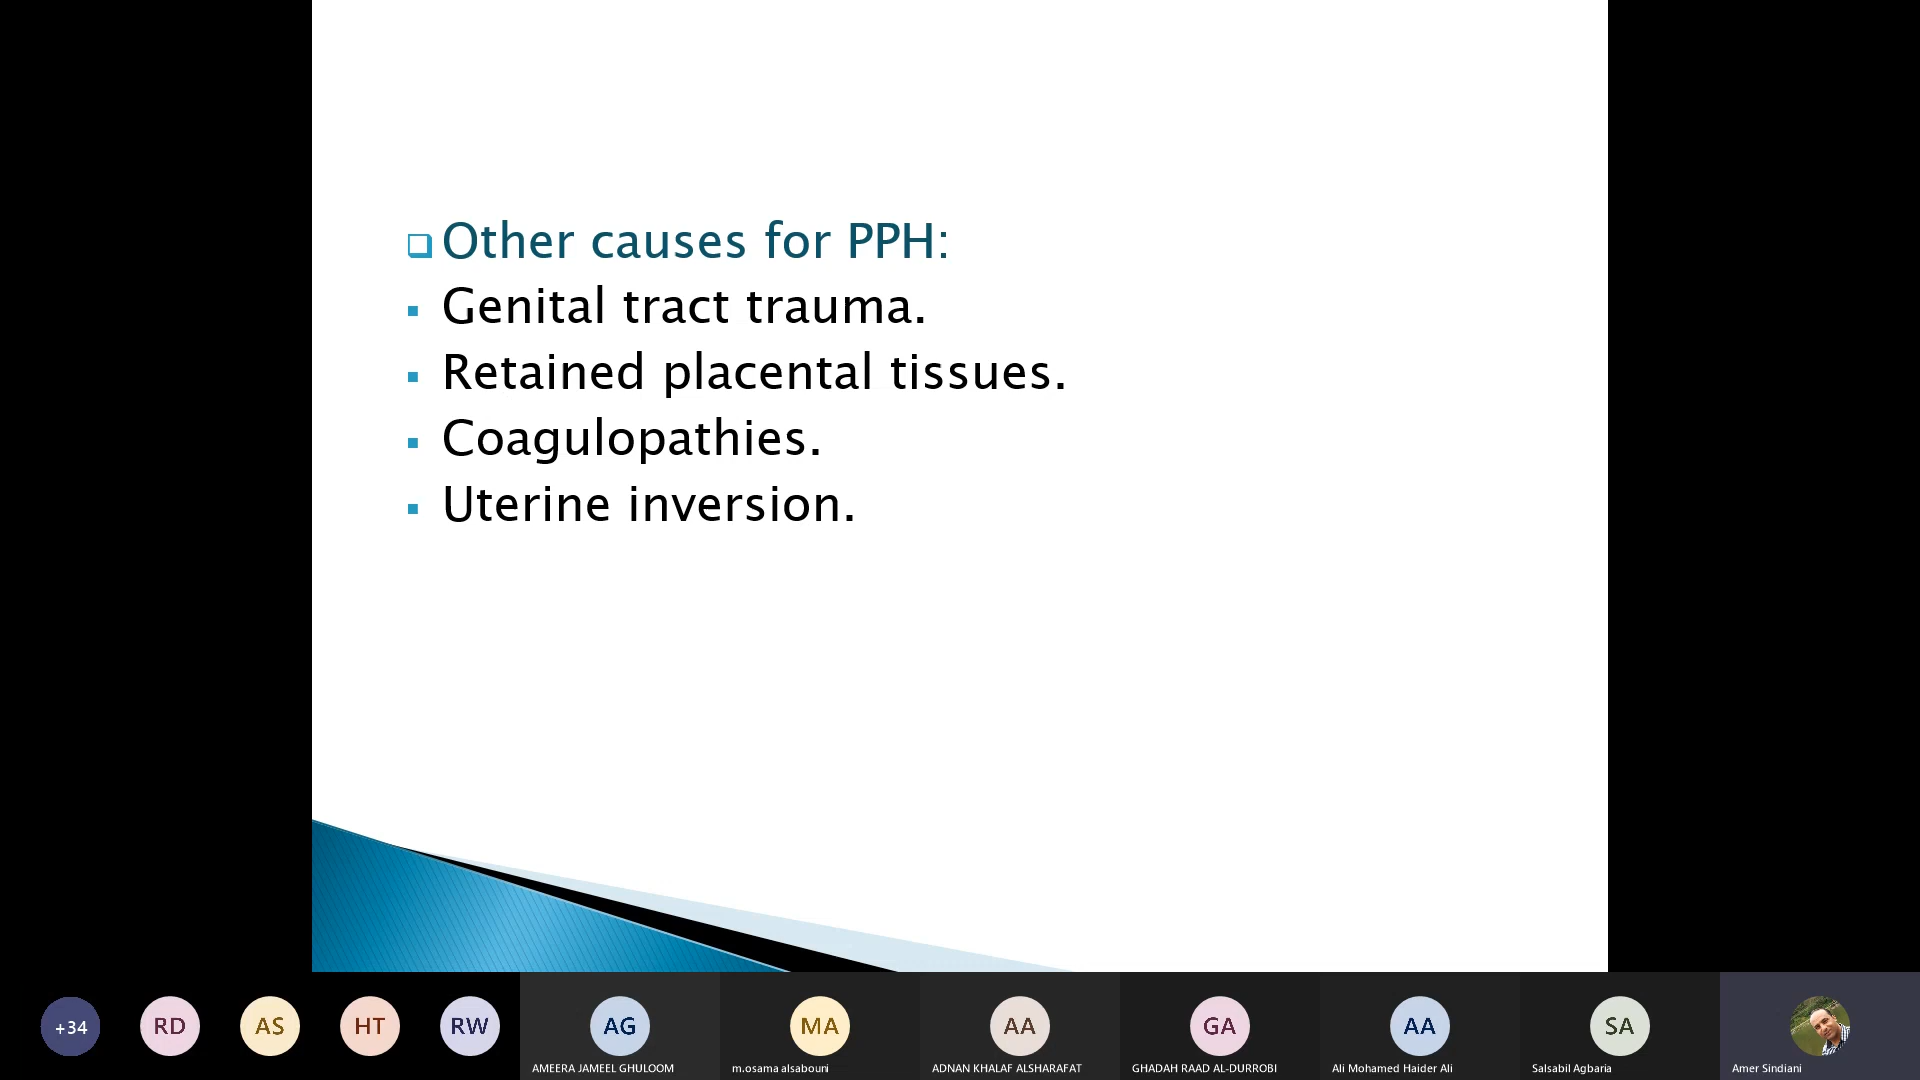 Other causes for PPH:
Genital tract trauma.
Retained placental tissues.
Coagulopathies.
Uterine inversion.
+34
RD
AS
HT
RW
AG
AMEERA JAMEEL GHULOOM
MA
m.osama alsabouni
AA
ADNAN KHALAF ALSHARAFAT
GA
GHADAH RAAD AL-DURROBI
AA
Ali Mohamed Haider Ali
SA
Salsabil Agbaria
Amer Sindiani